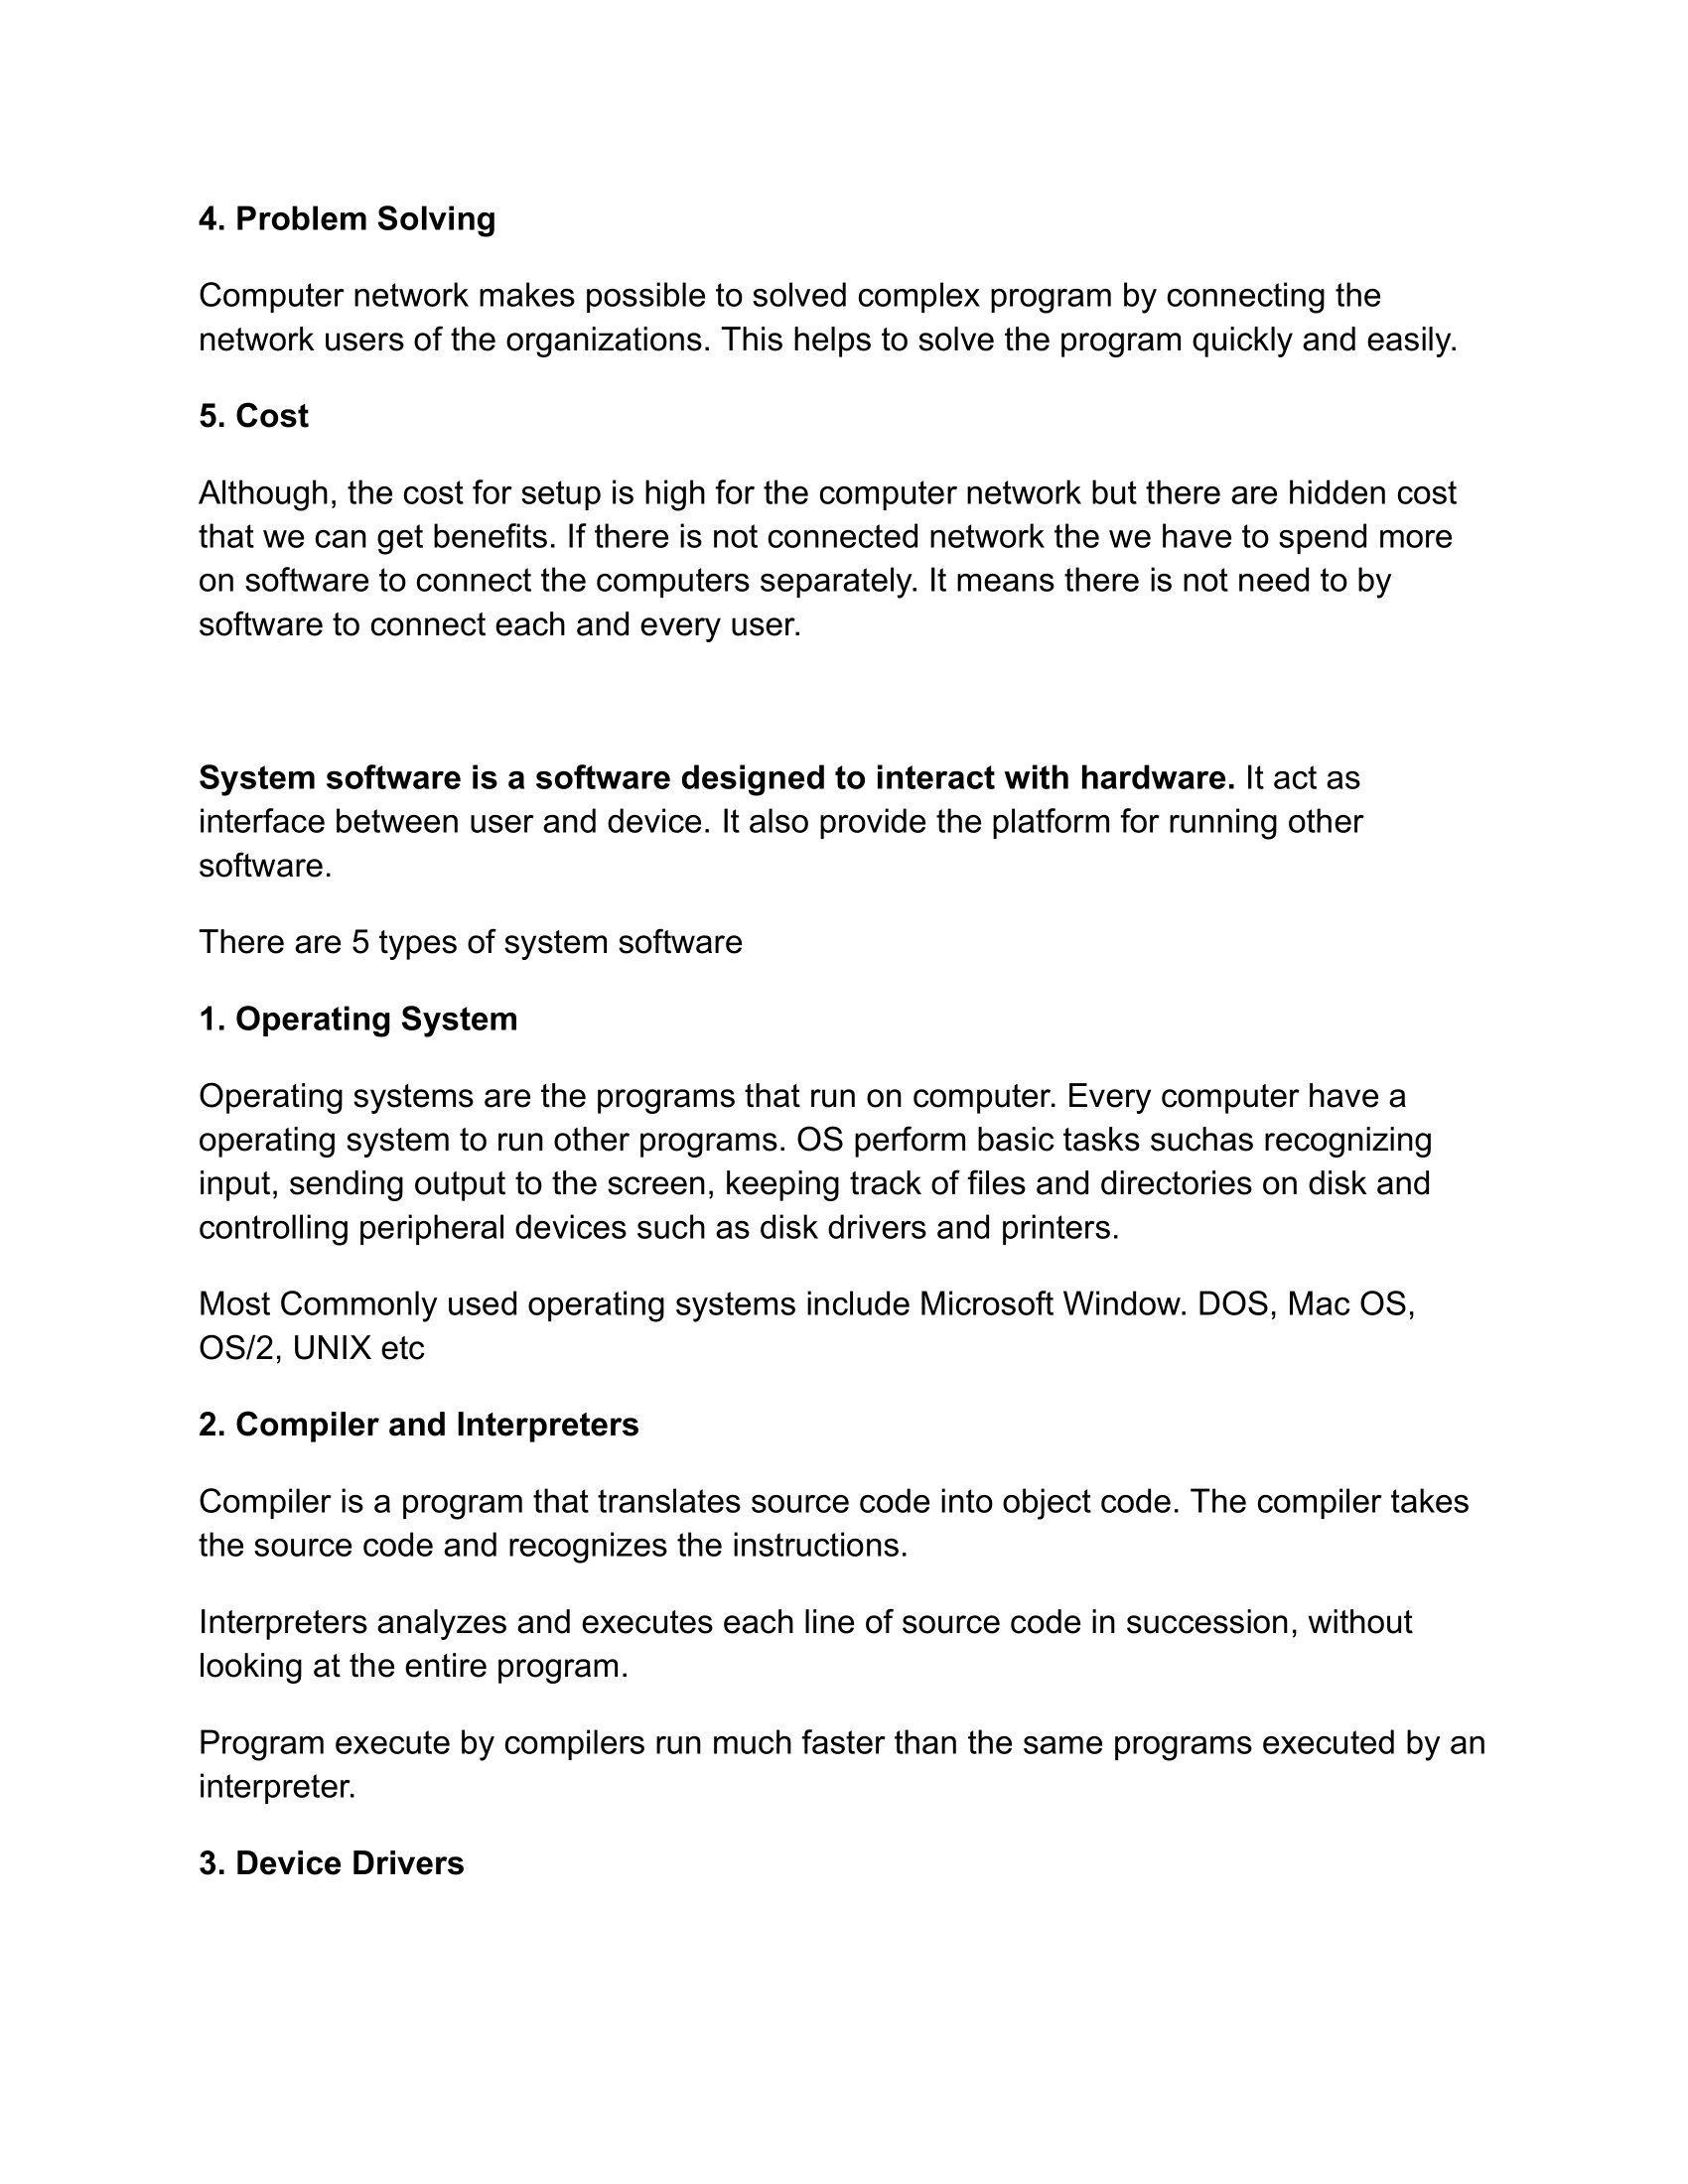 4. Problem Solving
Computer network makes possible to solved complex program by connecting the
network users of the organizations. This helps to solve the program quickly and easily.
5. Cost
Although, the cost for setup is high for the computer network but there are hidden cost
that we can get benefits. If there is not connected network the we have to spend more
on software to connect the computers separately. It means there is not need to by
software to connect each and every user.
System software is a software designed to interact with hardware. It act as
interface between user and device. It also provide the platform for running other
software.
There are 5 types of system software
1. Operating System
Operating systems are the programs that run on computer. Every computer have a
operating system to run other programs. OS perform basic tasks suchas recognizing
input, sending output to the screen, keeping track of files and directories on disk and
controlling peripheral devices such as disk drivers and printers.
Most Commonly used operating systems include Microsoft Window. DOS, Mac OS,
OS/2, UNIX etc
2. Compiler and Interpreters
Compiler is a program that translates source code into object code. The compiler takes
the source code and recognizes the instructions.
Interpreters analyzes and executes each line of source code in succession, without
looking at the entire program.
Program execute by compilers run much faster than the same programs executed by an
interpreter.
3. Device Drivers